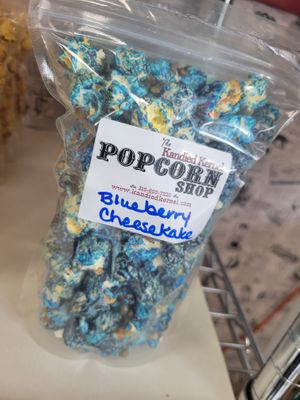 The
Kandied Kernel
POPCORN
SHOP
www.kandiedkernel.com
Blueberry
Cheesekake